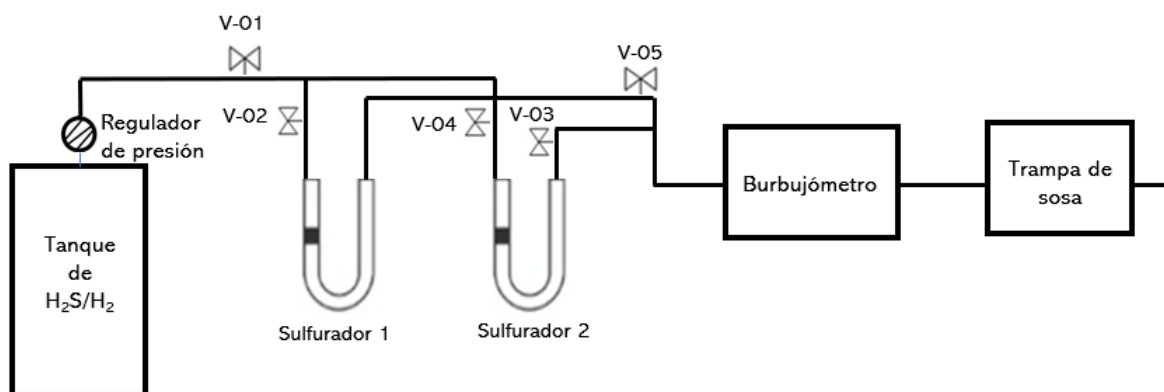 V-01
V-05
Regulador
de presión
V-02
V-04
V-03
Tanque
de
H₂S/H₂
Burbujómetro
Trampa de
sosa
Sulfurador 1
Sulfurador 2